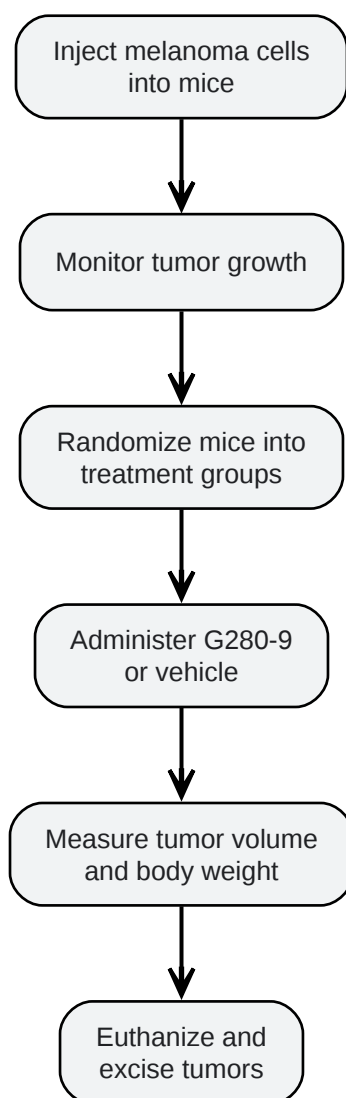 Inject melanoma cells
into mice
Monitor tumor growth
Randomize mice into
treatment groups
Administer G280-9
or vehicle
Measure tumor volume
and body weight
Euthanize and
excise tumors